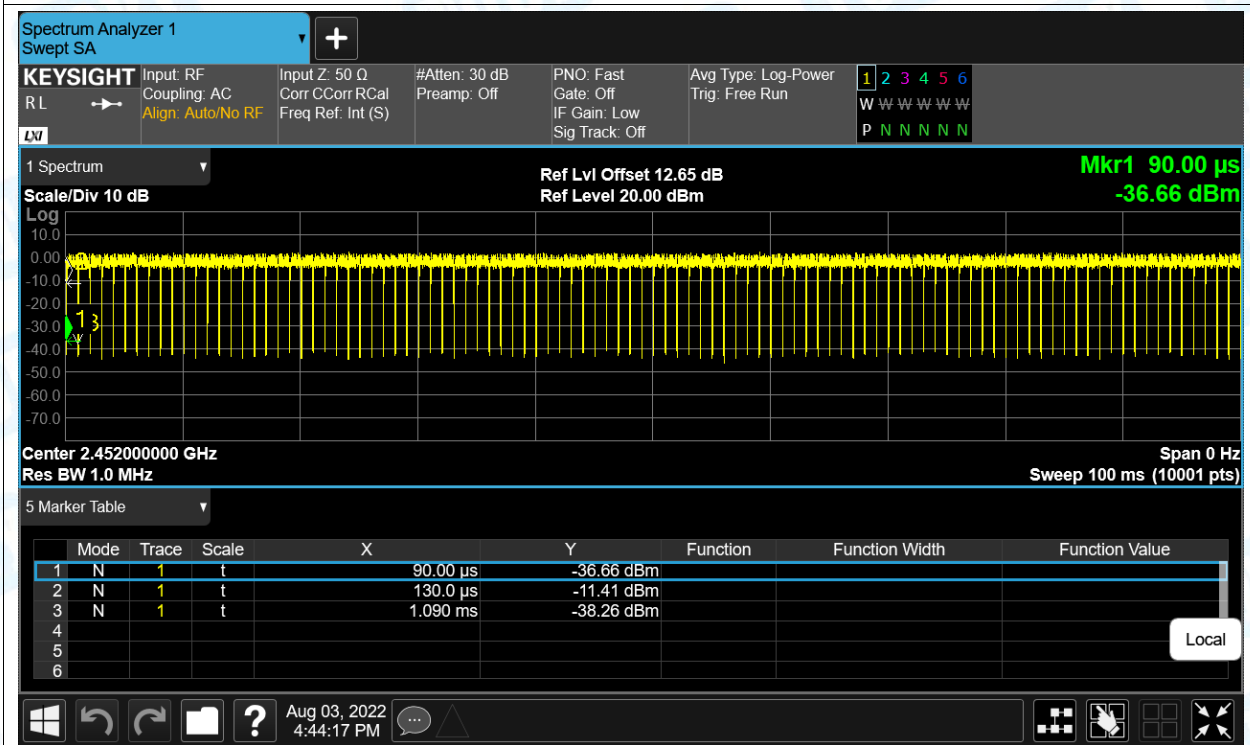 Spectrum Analyzer 1
Swept SA
KEYSIGHT
RL
LXI
Input: RF
Coupling: AC
Align: Auto/No RF
Input Z: 50 Ω
Corr CCorr RCal
Freq Ref: Int (S)
#Atten: 30 dB
Preamp: Off
PNO: Fast
Gate: Off
IF Gain: Low
Sig Track: Off
Avg Type: Log-Power
Trig: Free Run
1 2 3 4 5 6
W W W W W W
P N N N N N
1 Spectrum
Scale/Div 10 dB
Ref Lvl Offset 12.65 dB
Ref Level 20.00 dBm
Mkr1 90.00 µs
-36.66 dBm
Log
10.0
0.00
-10.0
-20.0
-30.0
-40.0
-50.0
-60.0
-70.0
1
3
Center 2.452000000 GHz
Res BW 1.0 MHz
Span 0 Hz
Sweep 100 ms (10001 pts)
5 Marker Table
Mode Trace Scale X Y Function Function Width Function Value
1 N 1 t 90.00 µs -36.66 dBm
2 N 1 t 130.0 µs -11.41 dBm
3 N 1 t 1.090 ms -38.26 dBm
4
5
6
Local
?
Aug 03, 2022
4:44:17 PM